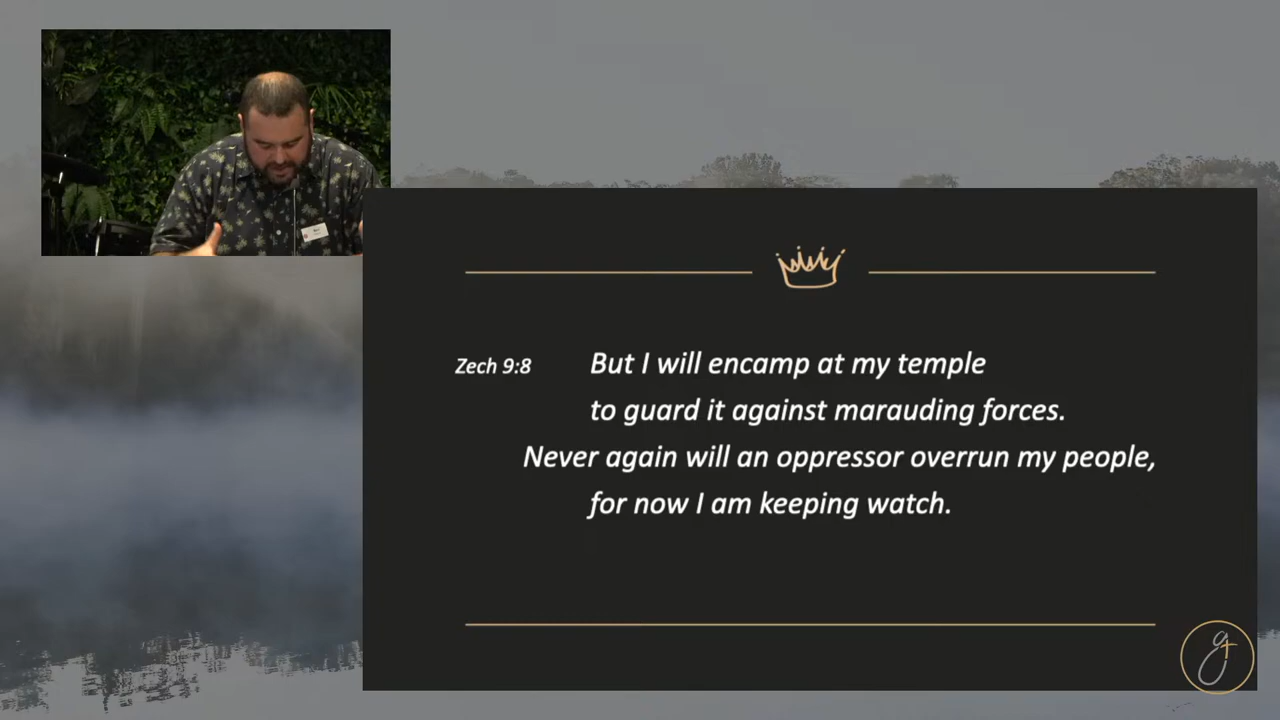 Zech 9:8 But I will encamp at my temple
to guard it against marauding forces.
Never again will an oppressor overrun my people,
for now I am keeping watch.